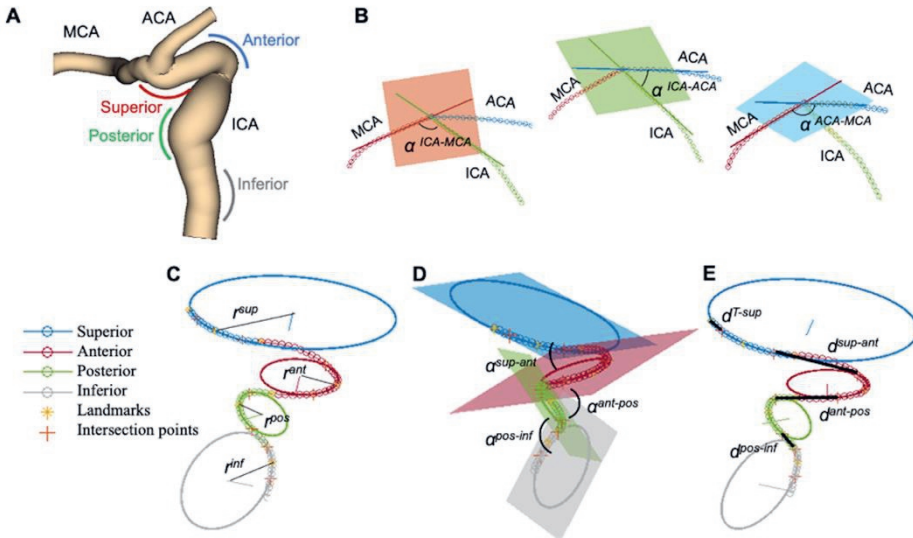 A
MCA
ACA
Anterior
Superior
Posterior
ICA
Inferior
B
MCA
ACA
α ICA-MCA
ICA
MCA
ACA
α ICA-ACA
ICA
MCA
ACA
α ACA-MCA
ICA
Superior
Anterior
Posterior
Inferior
Landmarks
Intersection points
C
r sup
r ant
r pos
r inf
D
α sup-ant
α ant-pos
α pos-inf
E
d T-sup
d sup-ant
d ant-pos
d pos-inf